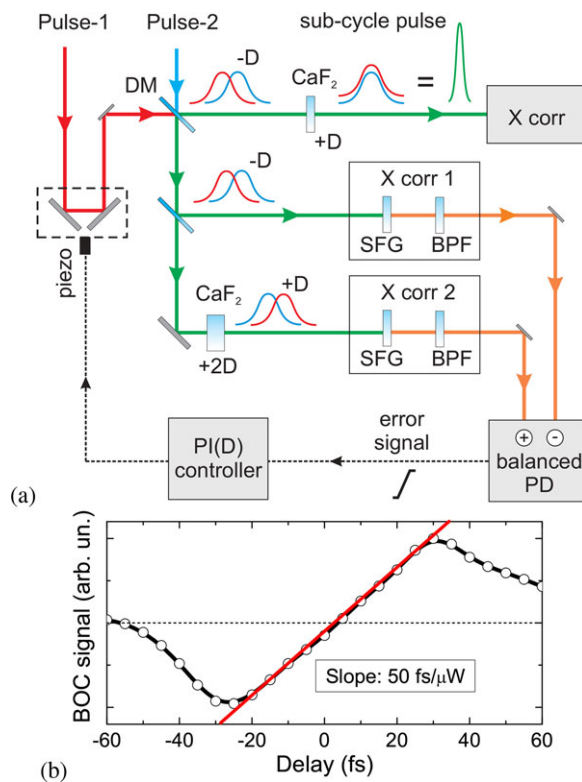 Pulse-1
Pulse-2
sub-cycle pulse
DM
-D
CaF₂
=
+D
X corr
-D
X corr 1
SFG
BPF
piezo
CaF₂
+D
+2D
X corr 2
SFG
BPF
PI(D)
controller
error
signal
+
-
balanced
PD
(a)
BOC signal (arb. un.)
Slope: 50 fs/μW
-60
-40
-20
0
20
40
60
Delay (fs)
(b)